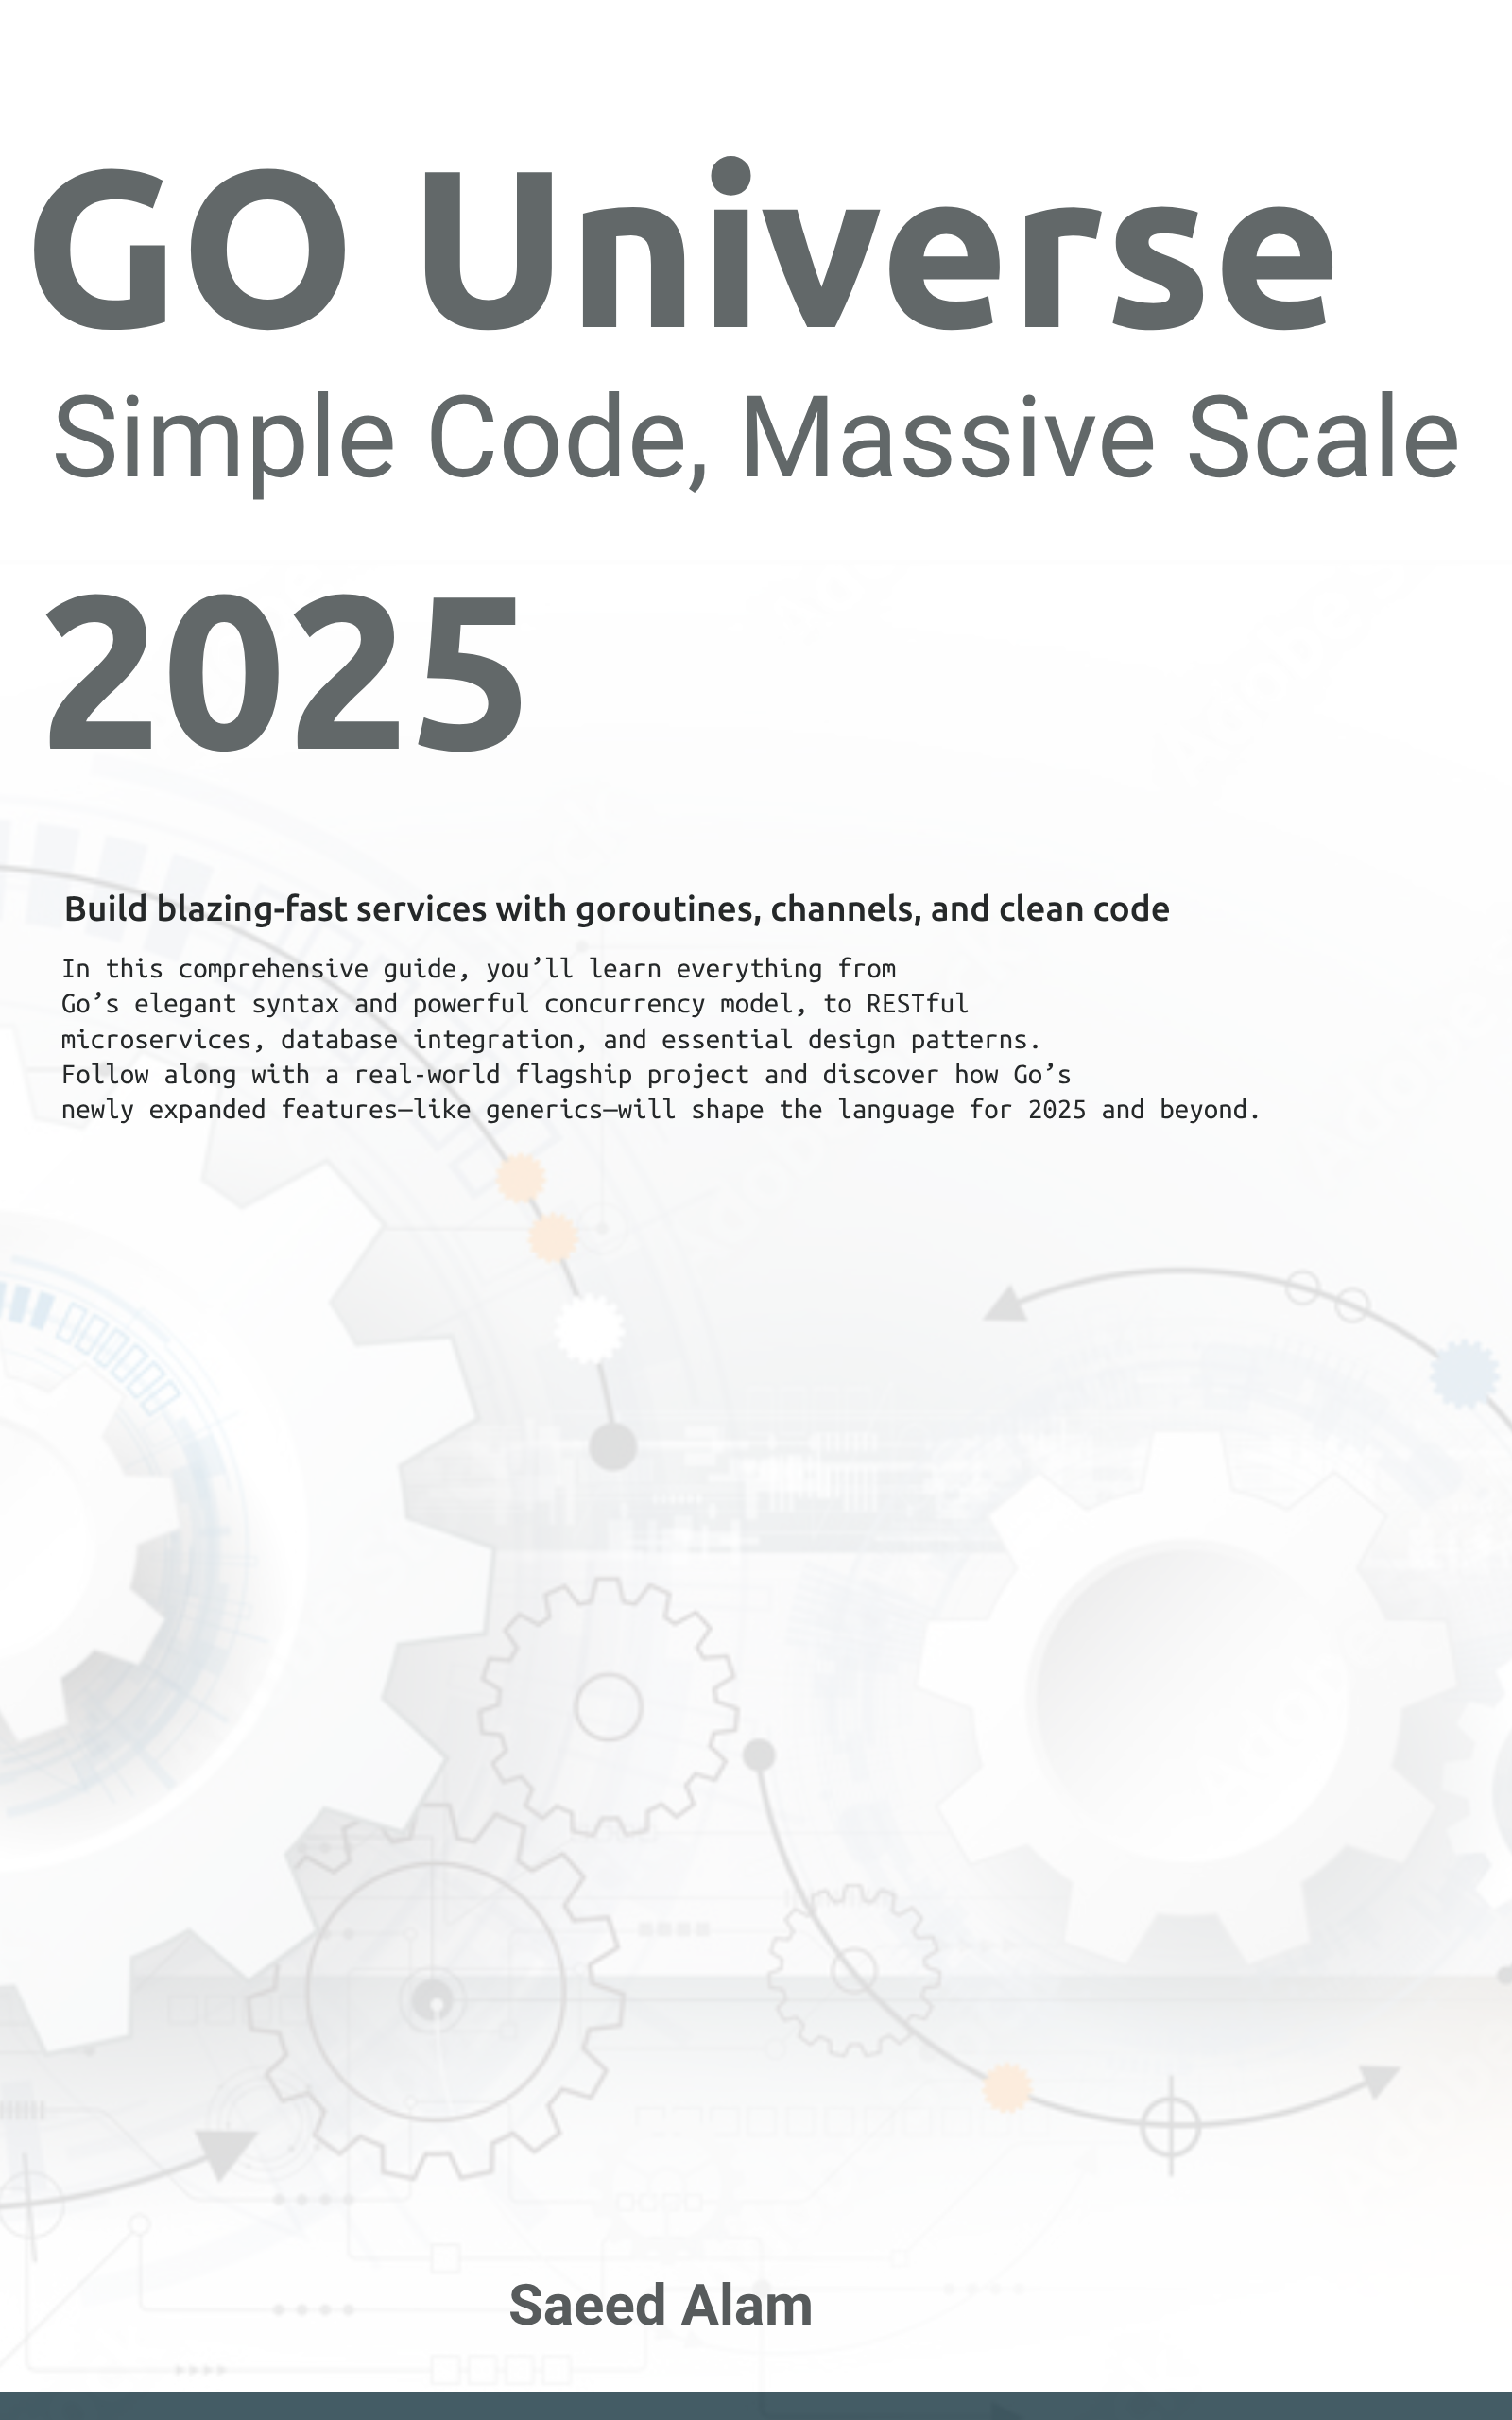 GO Universe
Simple Code, Massive Scale
2025
Build blazing-fast services with goroutines, channels, and clean code
In this comprehensive guide, you’ll learn everything from
Go’s elegant syntax and powerful concurrency model, to RESTful
microservices, database integration, and essential design patterns.
Follow along with a real-world flagship project and discover how Go’s
newly expanded features—like generics—will shape the language for 2025 and beyond.
Saeed Alam